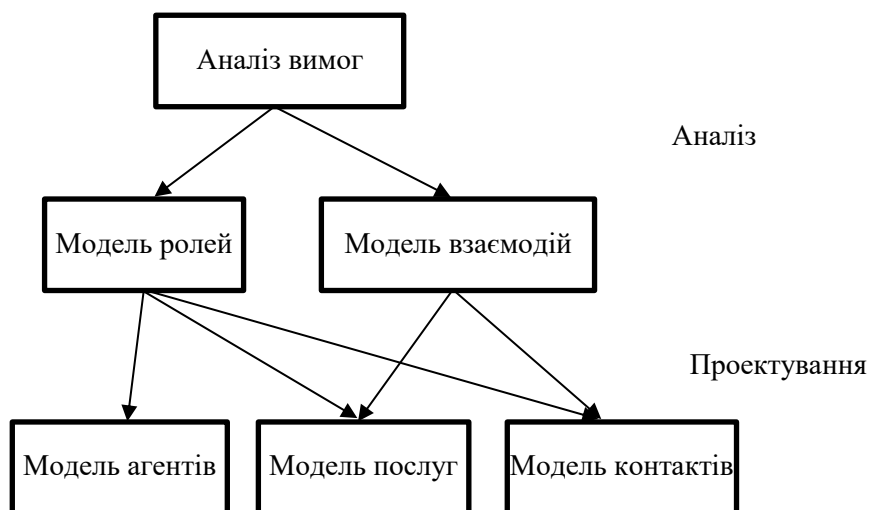 Аналіз вимог
Аналіз
Модель ролей
Модель взаємодій
Проектування
Модель агентів
Модель послуг
Модель контактів